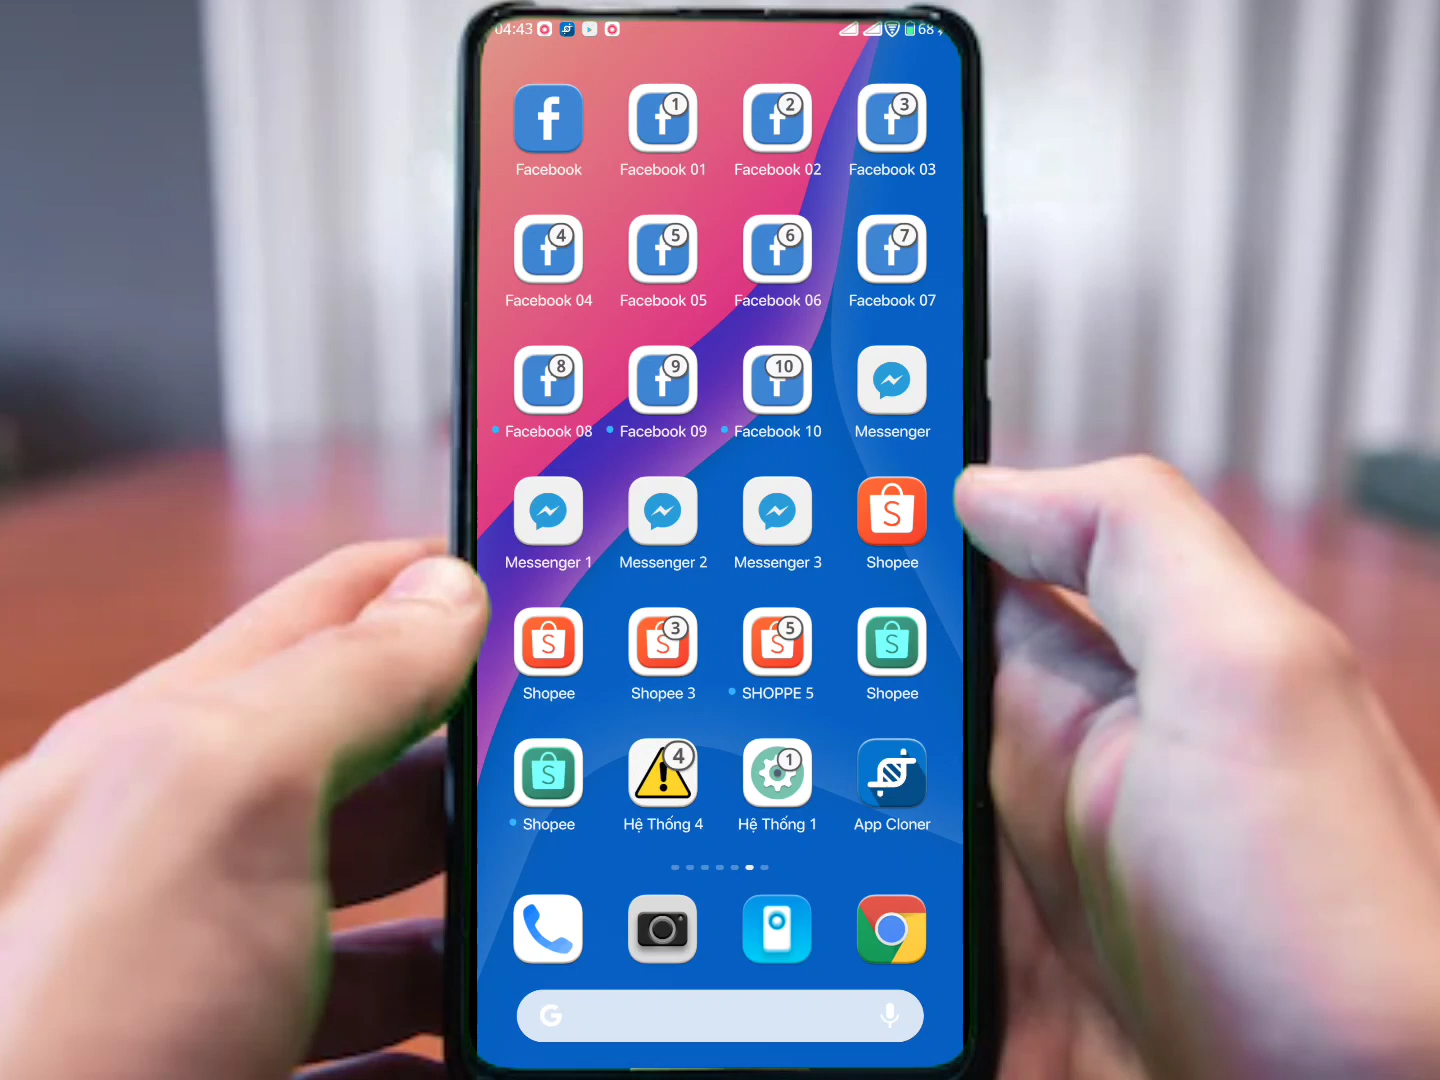 04:43 68
f 1 2 3
Facebook Facebook 01 Facebook 02 Facebook 03
4 5 6 7
Facebook 04 Facebook 05 Facebook 06 Facebook 07
8 9 10
Facebook 08 Facebook 09 Facebook 10 Messenger
S
Messenger 1 Messenger 2 Messenger 3 Shopee
S S 3 S 5 S
Shopee Shopee 3 SHOPPE 5 Shopee
S 4 1
Shopee Hệ Thống 4 Hệ Thống 1 App Cloner
G